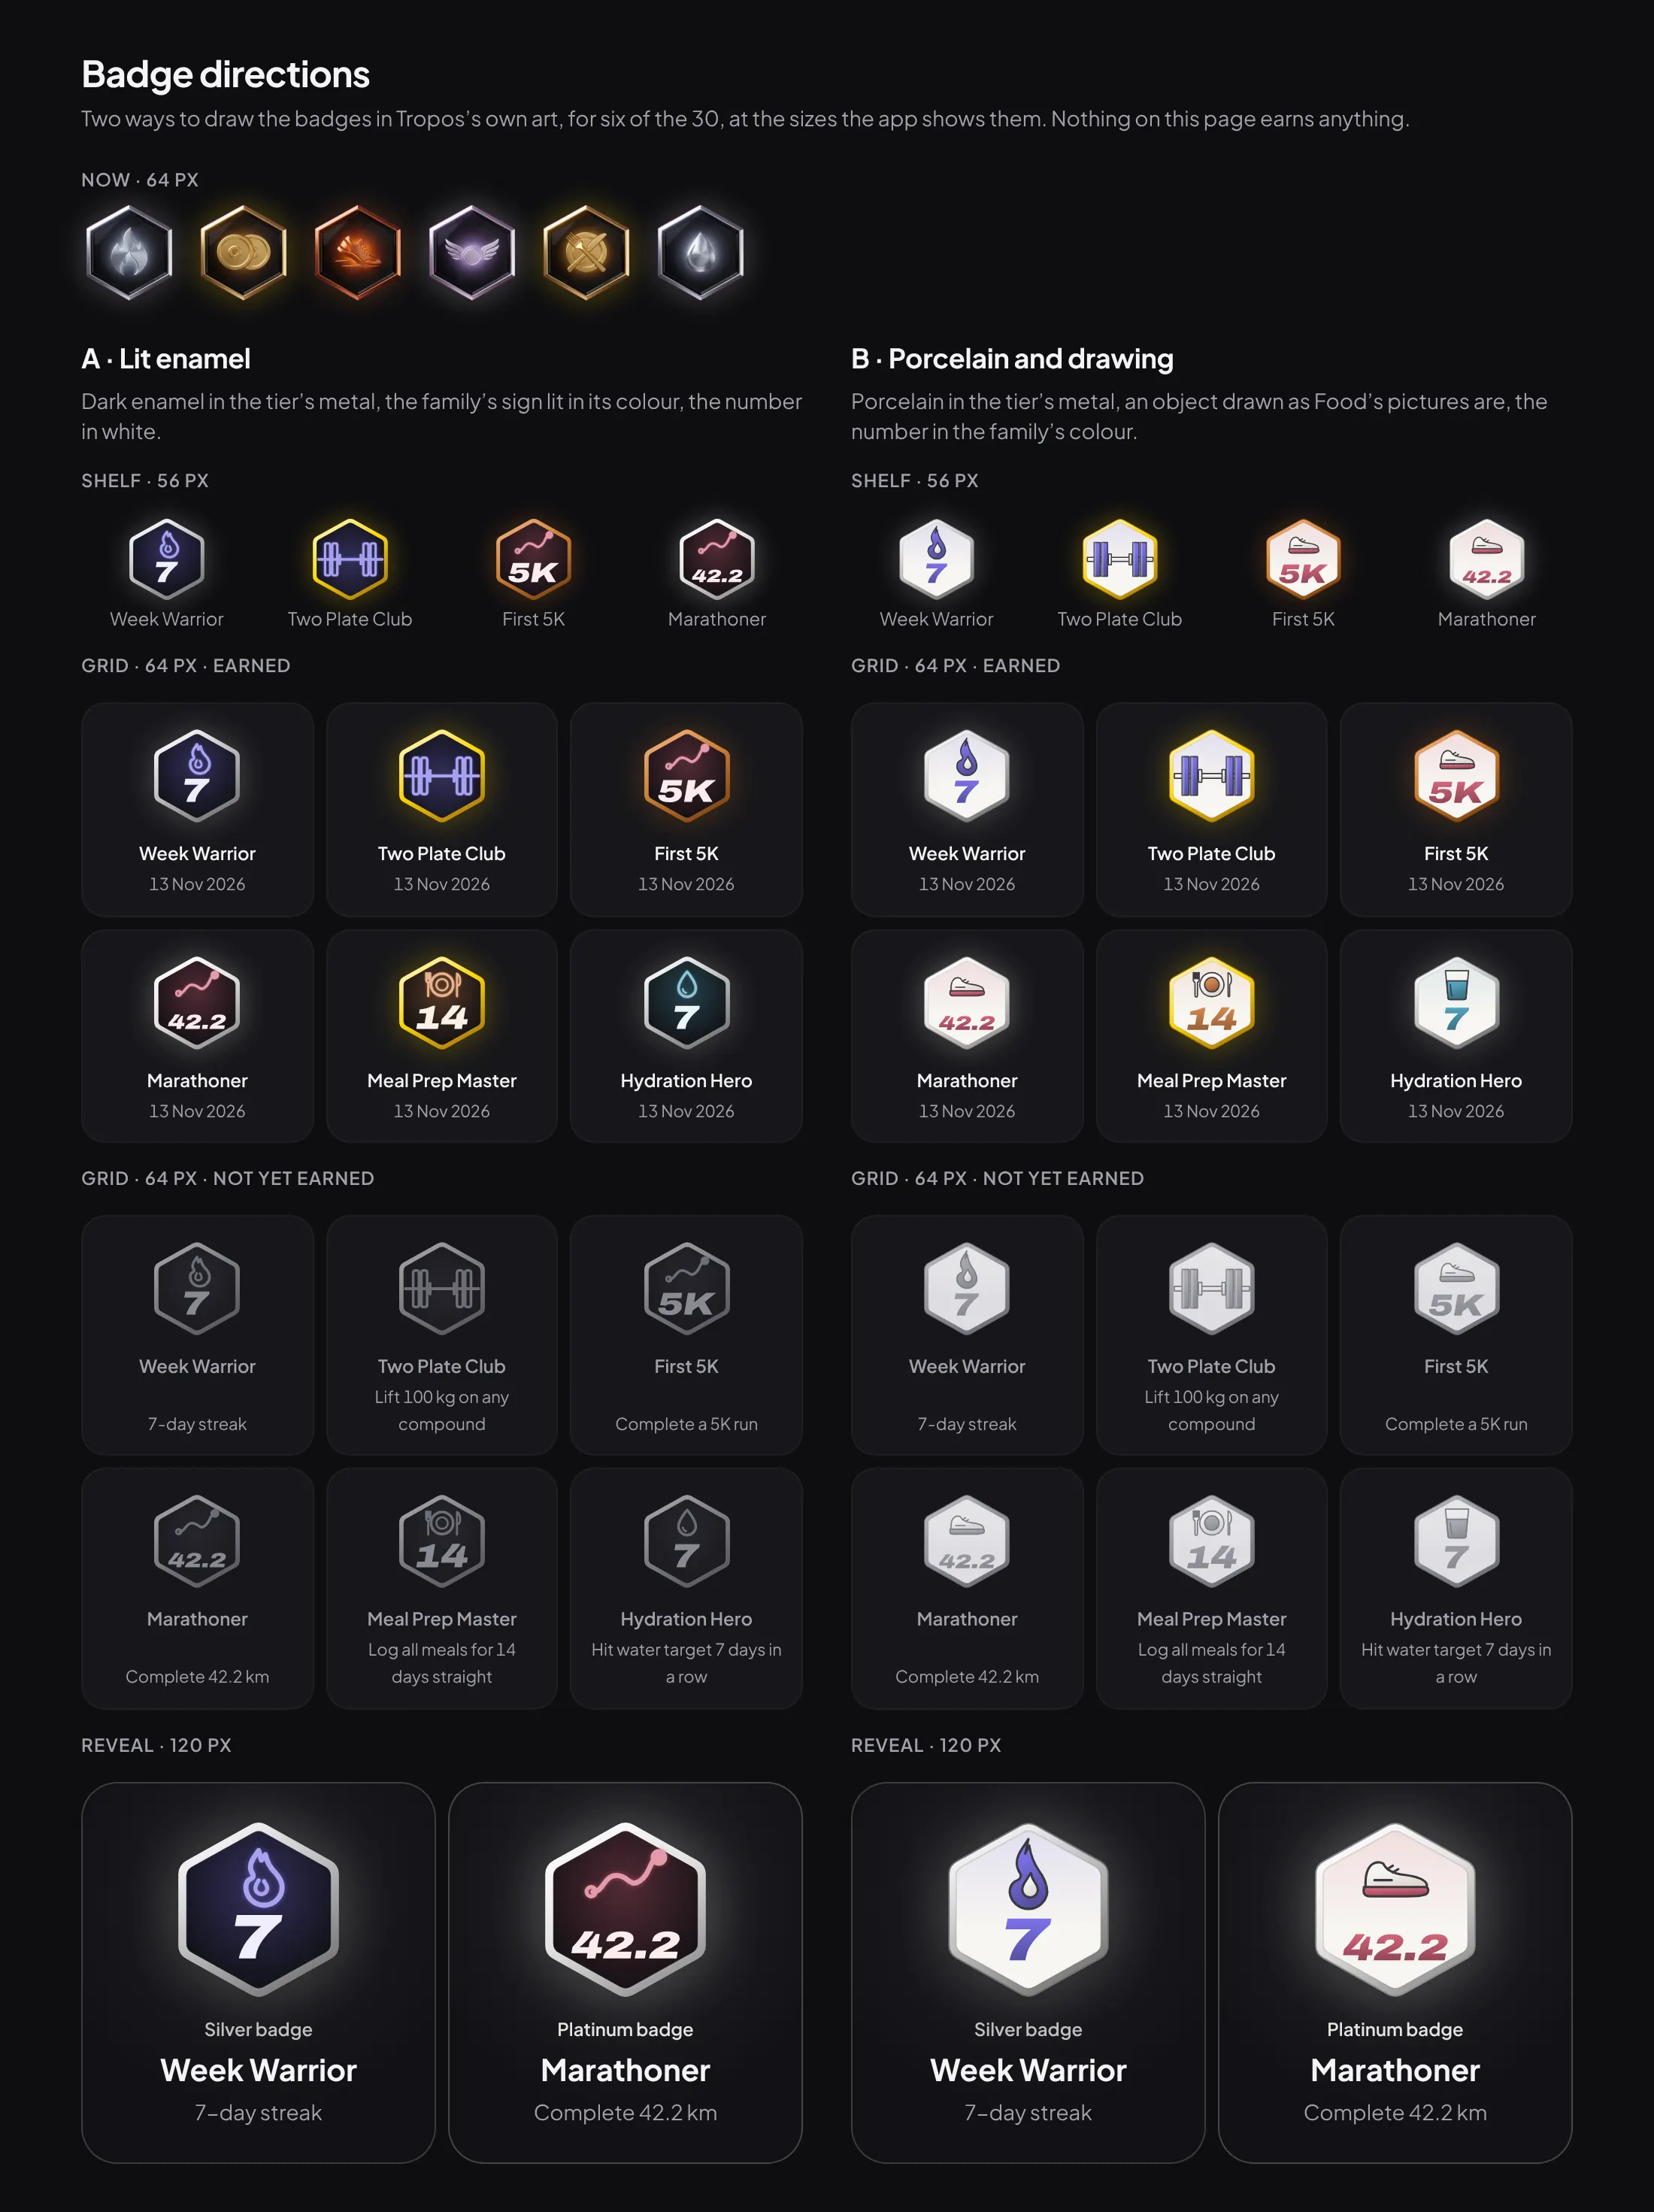 Badge directions
Two ways to draw the badges in Tropos’s own art, for six of the 30, at the sizes the app shows them. Nothing on this page earns anything.
NOW · 64 PX
A · Lit enamel
Dark enamel in the tier’s metal, the family’s sign lit in its colour, the number
in white.
SHELF · 56 PX
7
5K
42.2
Week Warrior
Two Plate Club
First 5K
Marathoner
GRID · 64 PX · EARNED
7
5K
Week Warrior
Two Plate Club
First 5K
13 Nov 2026
13 Nov 2026
13 Nov 2026
42.2
14
7
Marathoner
Meal Prep Master
Hydration Hero
13 Nov 2026
13 Nov 2026
13 Nov 2026
GRID · 64 PX · NOT YET EARNED
7
5K
Week Warrior
Two Plate Club
First 5K
7-day streak
Lift 100 kg on any
compound
Complete a 5K run
42.2
14
7
Marathoner
Meal Prep Master
Hydration Hero
Complete 42.2 km
Log all meals for 14
days straight
Hit water target 7 days in
a row
REVEAL · 120 PX
7
Silver badge
Week Warrior
7-day streak
42.2
Platinum badge
Marathoner
Complete 42.2 km
B · Porcelain and drawing
Porcelain in the tier’s metal, an object drawn as Food’s pictures are, the
number in the family’s colour.
SHELF · 56 PX
7
5K
42.2
Week Warrior
Two Plate Club
First 5K
Marathoner
GRID · 64 PX · EARNED
7
5K
Week Warrior
Two Plate Club
First 5K
13 Nov 2026
13 Nov 2026
13 Nov 2026
42.2
14
7
Marathoner
Meal Prep Master
Hydration Hero
13 Nov 2026
13 Nov 2026
13 Nov 2026
GRID · 64 PX · NOT YET EARNED
7
5K
Week Warrior
Two Plate Club
First 5K
7-day streak
Lift 100 kg on any
compound
Complete a 5K run
42.2
14
7
Marathoner
Meal Prep Master
Hydration Hero
Complete 42.2 km
Log all meals for 14
days straight
Hit water target 7 days in
a row
REVEAL · 120 PX
7
Silver badge
Week Warrior
7-day streak
42.2
Platinum badge
Marathoner
Complete 42.2 km